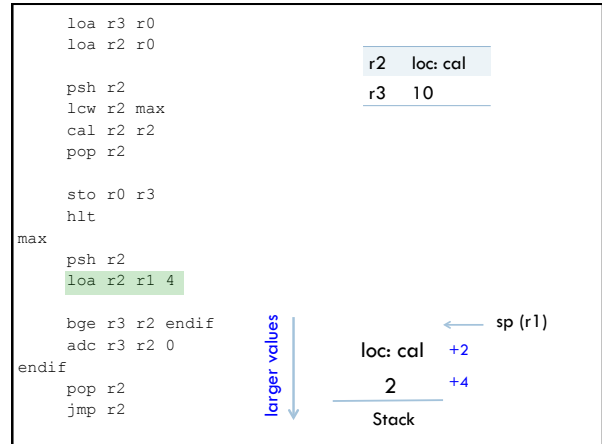 loa r3 r0
loa r2 r0
psh r2
lcw r2 max
cal r2 r2
pop r2
sto r0 r3
hlt
max
psh r2
loa r2 r1 4
bge r3 r2 endif
adc r3 r2 0
endif
pop r2
jmp r2
r2 loc: cal
r3 10
larger values
sp (r1)
loc: cal +2
2 +4
Stack